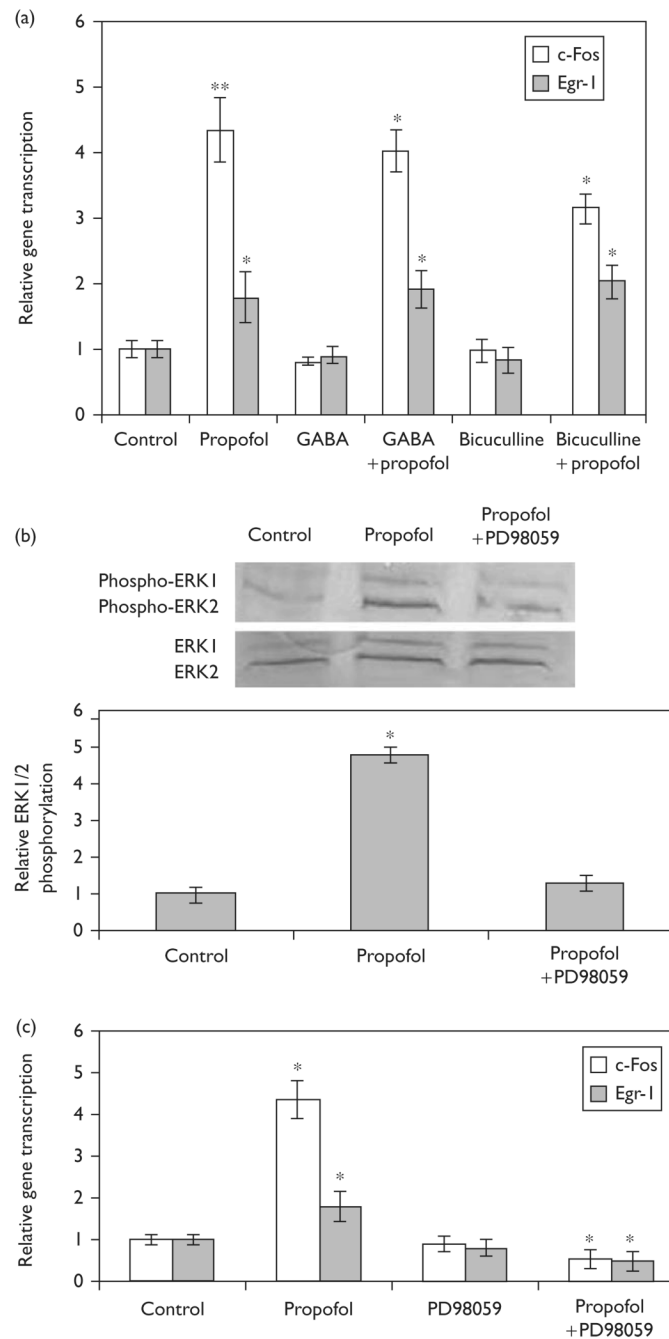 (a)
6
5
4
3
2
1
0
Relative gene transcription
c-Fos
Egr-1
**
*
*
*
*
*
Control Propofol GABA GABA Bicuculline Bicuculline
+propofol +propofol
(b)
Control Propofol Propofol
+PD98059
Phospho-ERK1
Phospho-ERK2
ERK1
ERK2
6
5
4
3
2
1
0
Relative ERK1/2
phosphorylation
*
Control Propofol Propofol
+PD98059
(c)
6
5
4
3
2
1
0
Relative gene transcription
c-Fos
Egr-1
*
*
* *
Control Propofol PD98059 Propofol
+PD98059